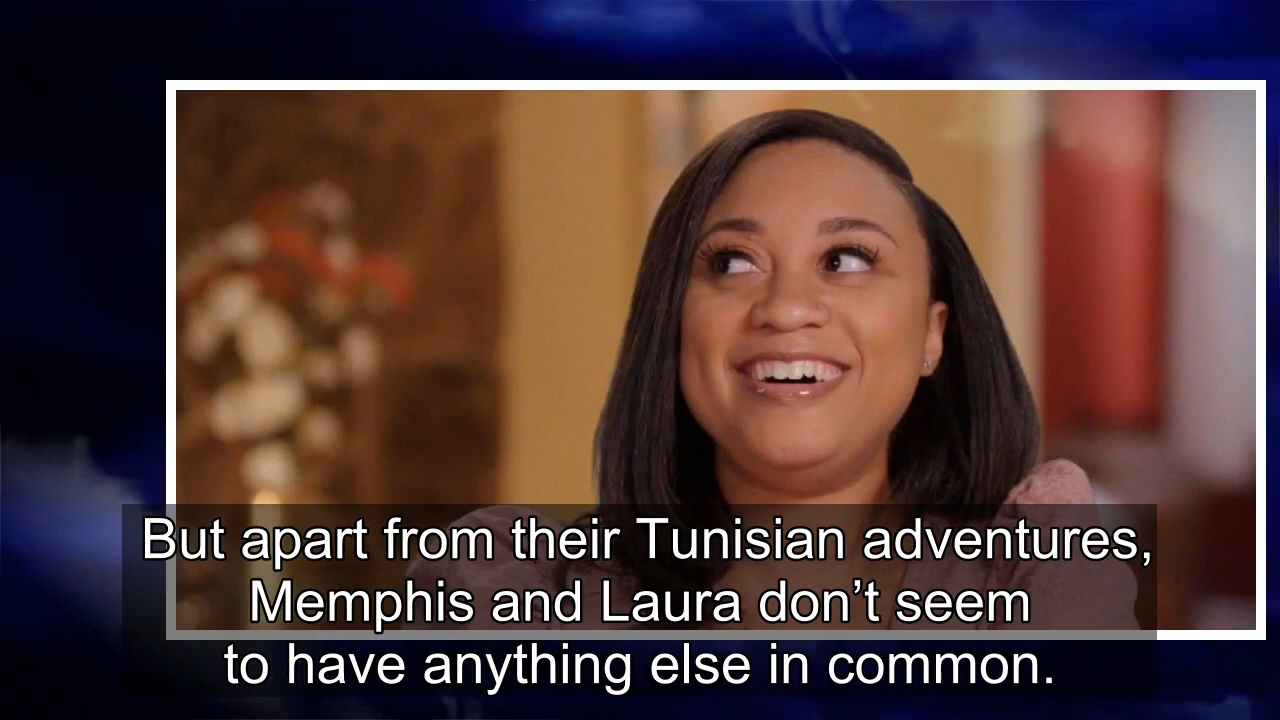 But apart from their Tunisian adventures,
Memphis and Laura don’t seem
to have anything else in common.